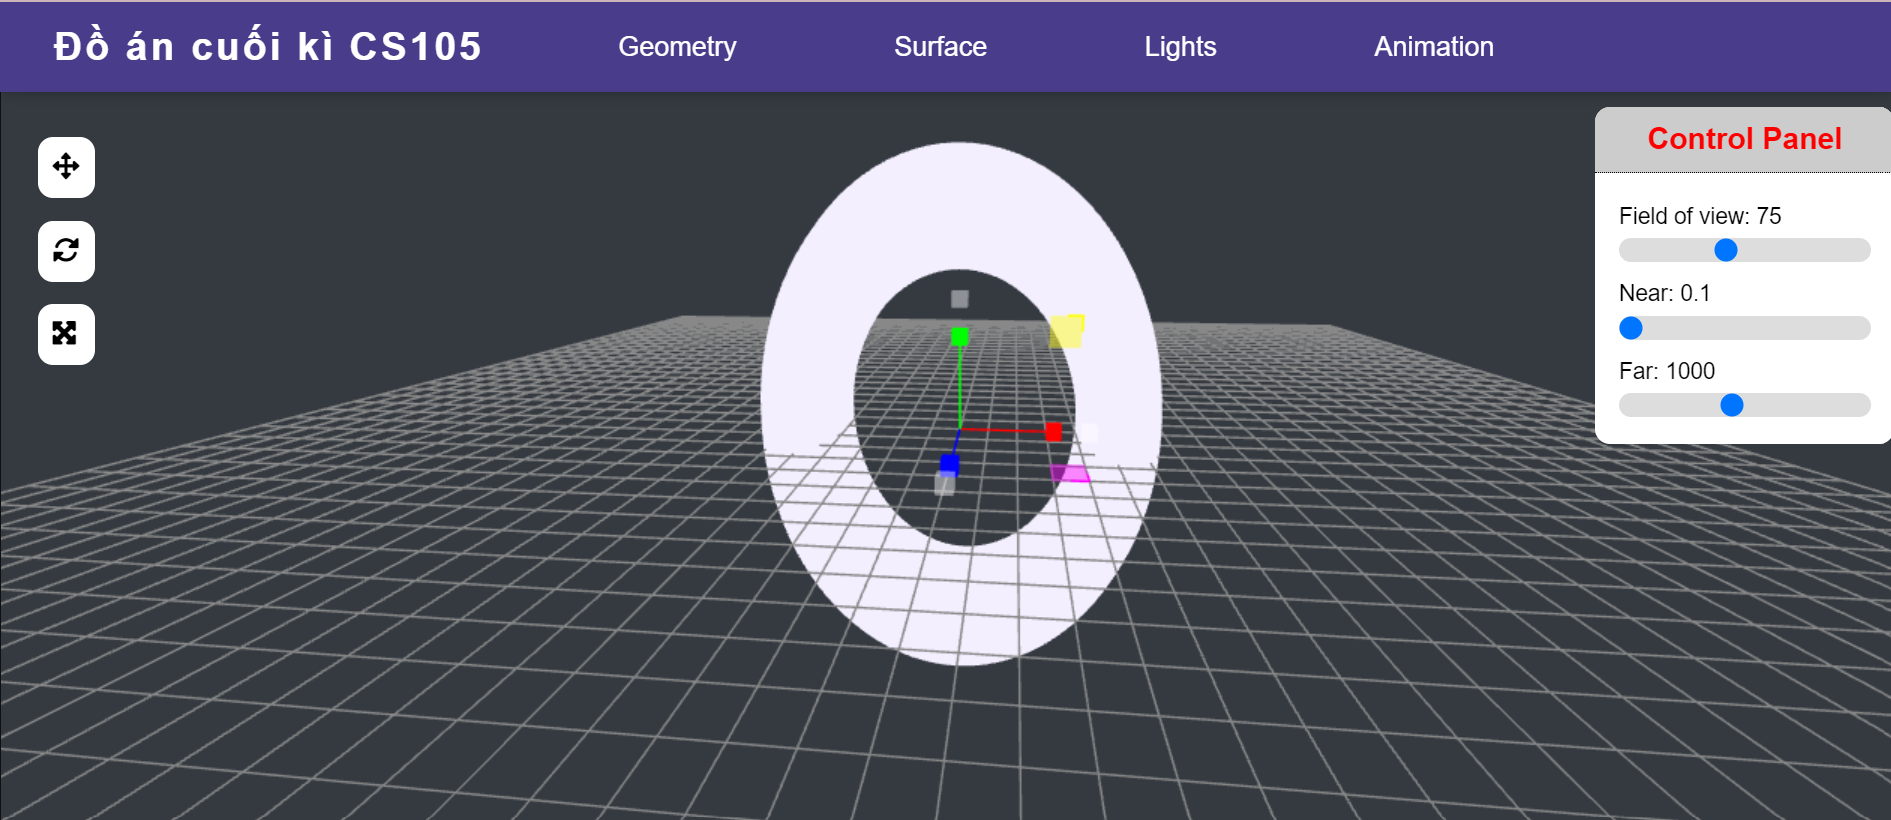 Đồ án cuối kì CS105
Geometry
Surface
Lights
Animation
Control Panel
Field of view: 75
Near: 0.1
Far: 1000